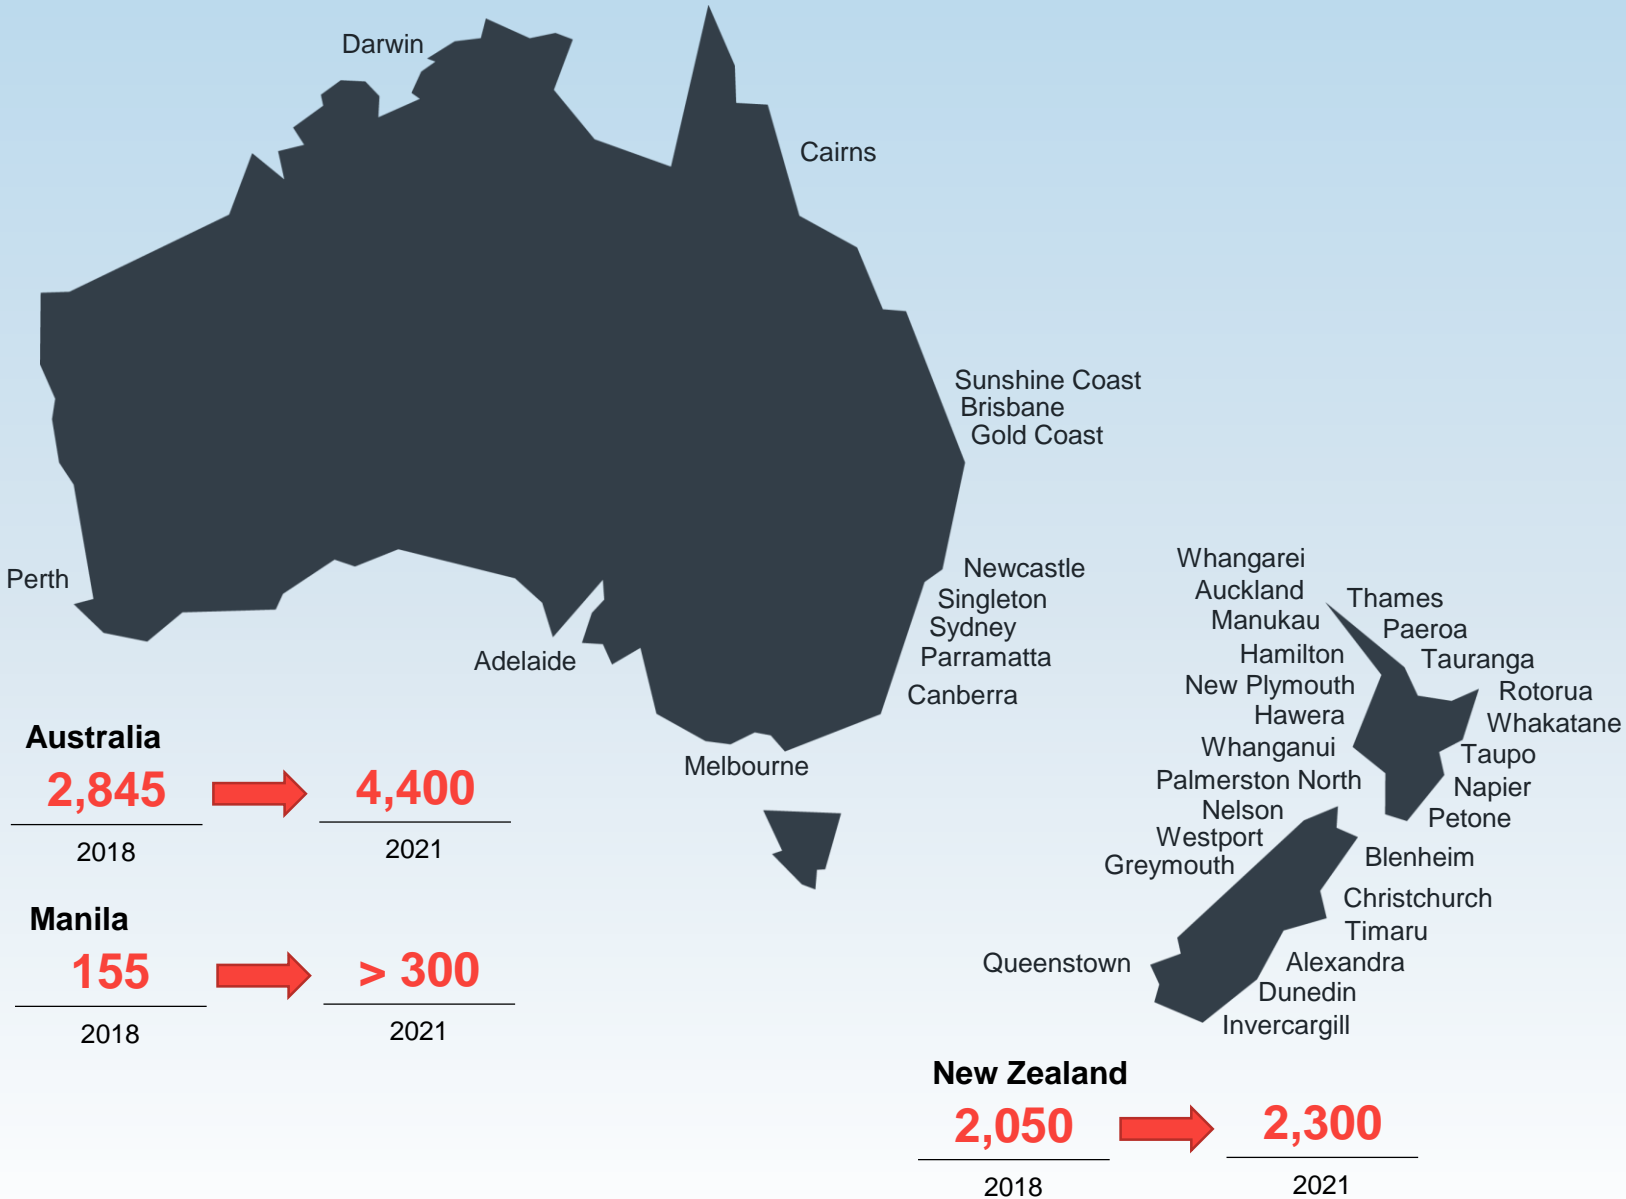 Darwin
Cairns
Sunshine Coast
Brisbane
Gold Coast
Perth
Adelaide
Newcastle
Singleton
Sydney
Parramatta
Canberra
Melbourne
Whangarei
Auckland
Manukau
Hamilton
New Plymouth
Hawera
Whanganui
Palmerston North
Nelson
Westport
Greymouth
Queenstown
Thames
Paeroa
Tauranga
Rotorua
Whakatane
Taupo
Napier
Petone
Blenheim
Christchurch
Timaru
Alexandra
Dunedin
Invercargill
Australia
2,845
4,400
2018
2021
Manila
155
> 300
2018
2021
New Zealand
2,050
2,300
2018
2021